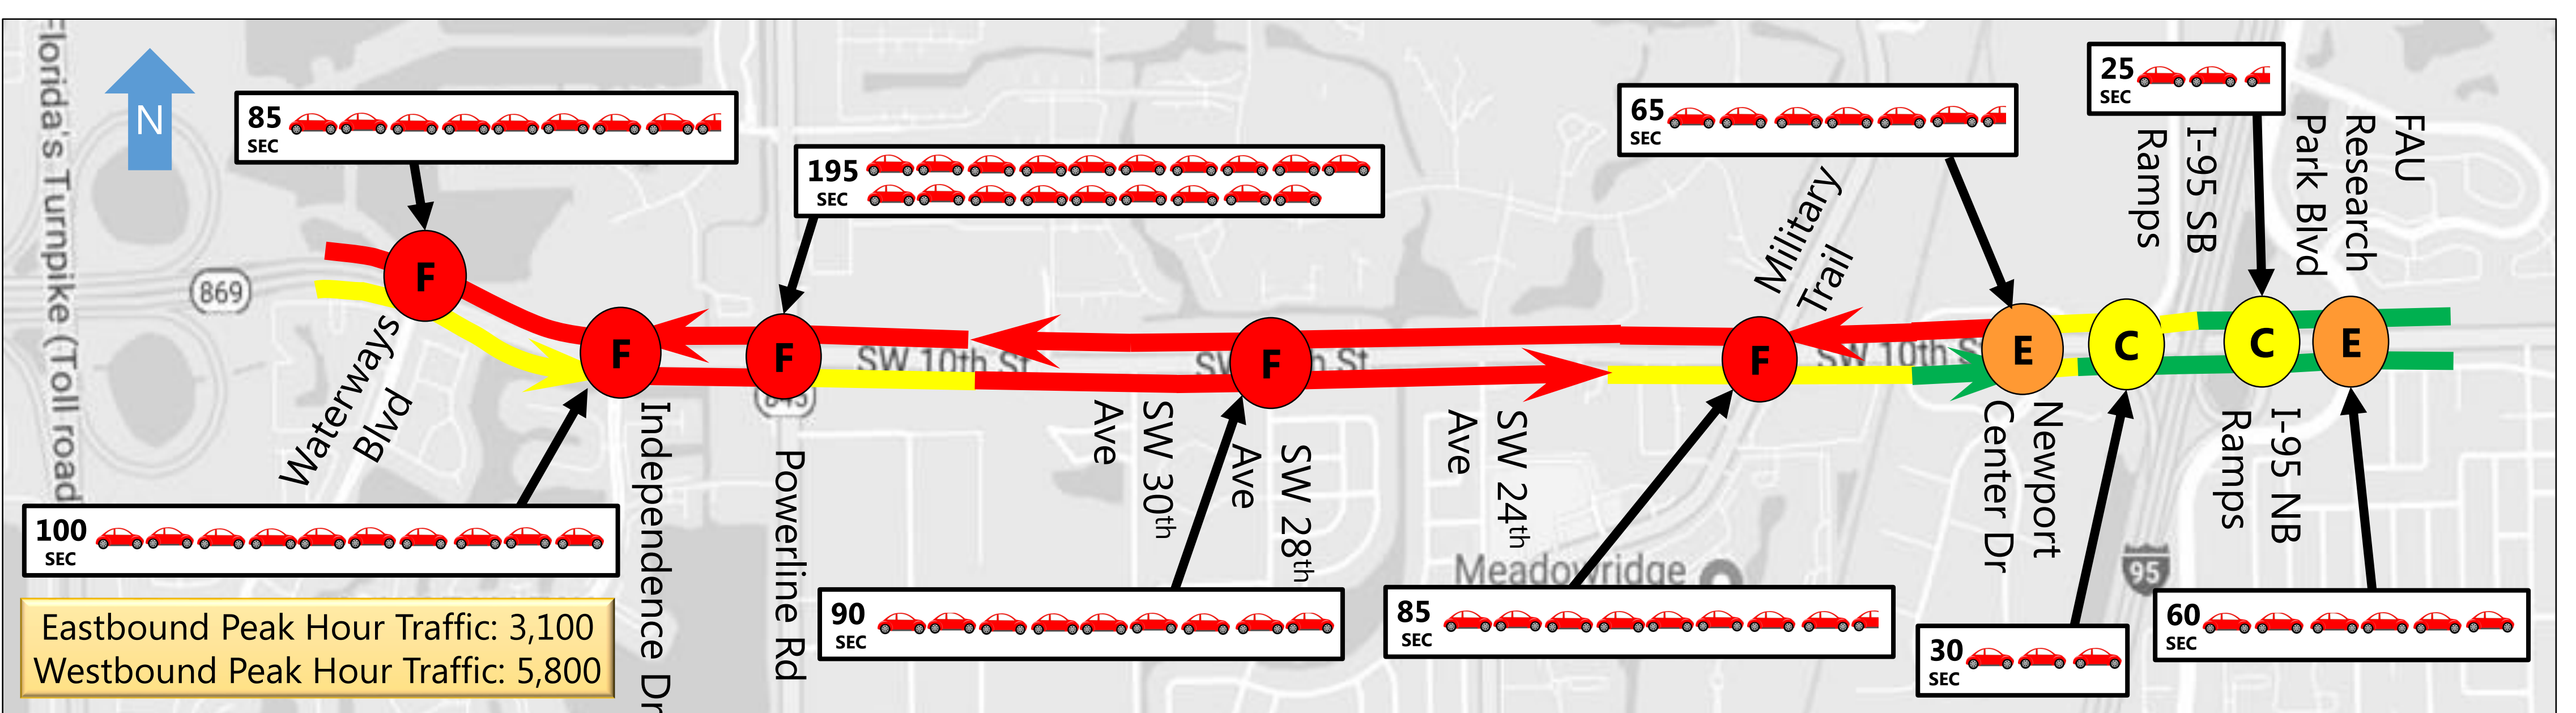 Florida's Turnpike (Toll road
N
869
85
SEC
F
Waterways
Blvd
100
SEC
F
Independence Dr
Eastbound Peak Hour Traffic: 3,100
Westbound Peak Hour Traffic: 5,800
195
SEC
F
Powerline Rd
SW 10th St
SW 30th
Ave
90
SEC
F
SW 28th
Ave
SW 24th
Ave
Meadowridge
85
SEC
F
Military
Trail
SW 10th S
65
SEC
E
Newport
Center Dr
C
30
SEC
I-95 SB
Ramps
95
25
SEC
C
I-95 NB
Ramps
E
60
SEC
FAU
Research
Park Blvd